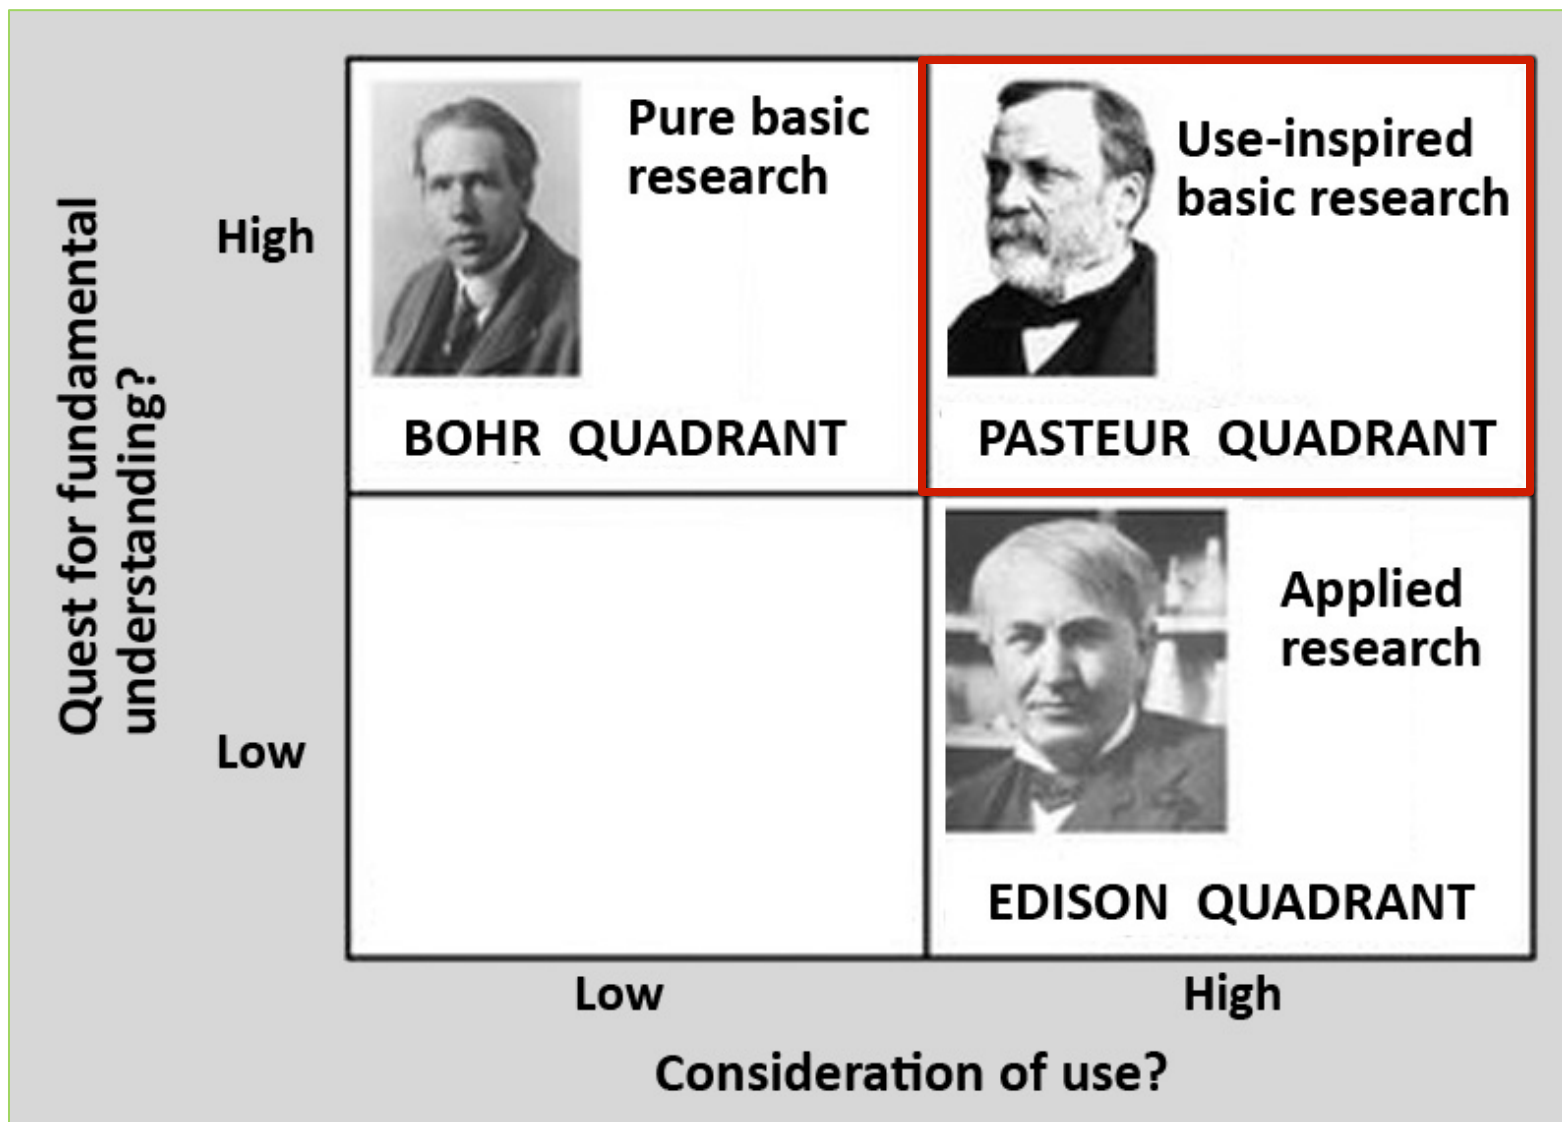 Quest for fundamental
understanding?
High
Low
Pure basic
research
BOHR QUADRANT
Use-inspired
basic research
PASTEUR QUADRANT
Applied
research
EDISON QUADRANT
Low
High
Consideration of use?